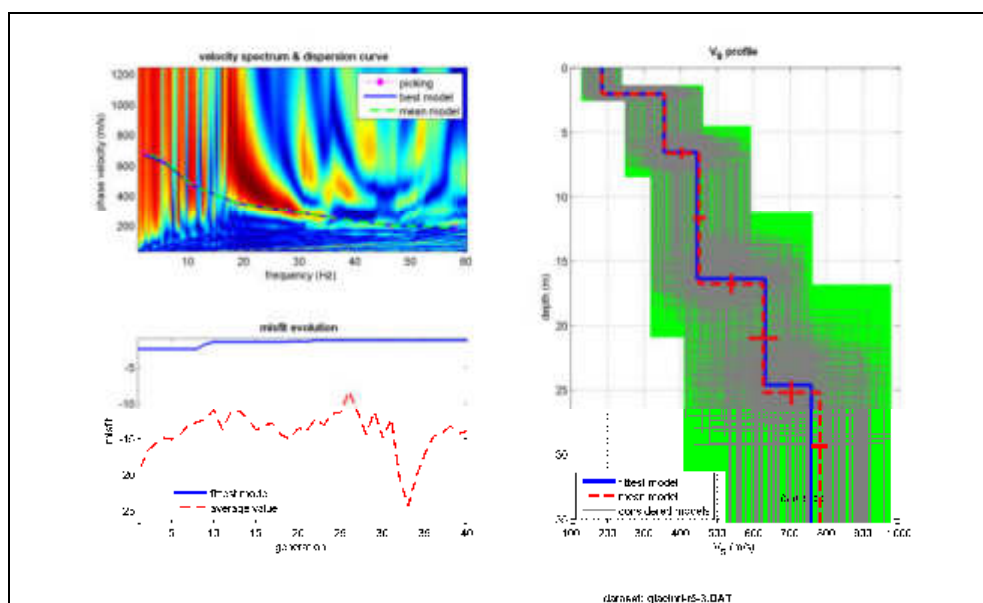 velocity spectrum & dispersion curve
1200
1000
800
600
400
200
phase velocity (m/s)
picking
best model
mean model
10
20
30
40
50
60
frequency (Hz)
misfit evolution
-5
-10
-15
20
25
misfit
fittest model
average value
5
10
15
20
25
30
35
40
generation
VS profile
0
5
10
15
20
25
30
depth (m)
fittest model
mean model
considered models
200
300
400
500
600
700
800
900
1000
VS (m/s)